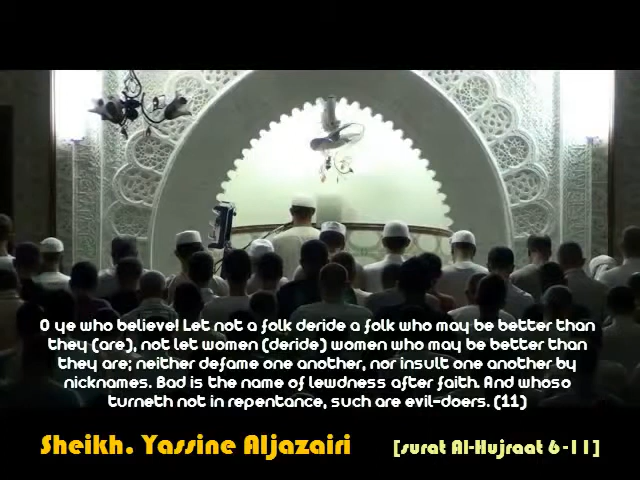 O ye who believe! Let not a folk deride a folk who may be better than
they (are), not let women (deride) women who may be better than
they are; neither defame one another, nor insult one another by
nicknames. Bad is the name of lewdness after faith. And whoso
turneth not in repentance, such are evil-doers. (11)
Sheikh. Yassine Aljazairi [surat Al-Hujraat 6-11]